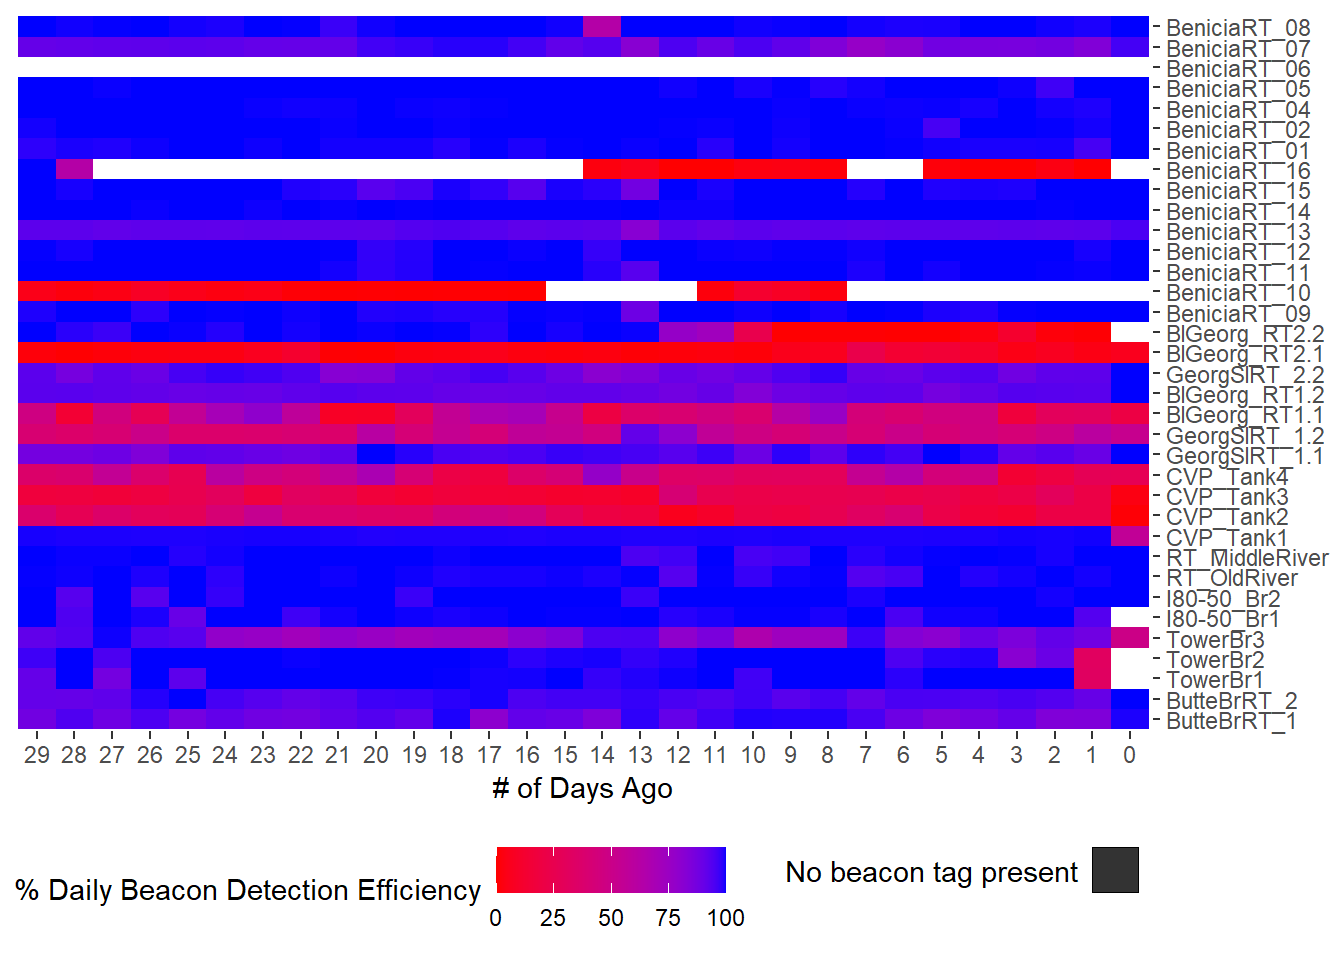 BeniciaRT_08
BeniciaRT_07
BeniciaRT_06
BeniciaRT_05
BeniciaRT_04
BeniciaRT_02
BeniciaRT_01
BeniciaRT_16
BeniciaRT_15
BeniciaRT_14
BeniciaRT_13
BeniciaRT_12
BeniciaRT_11
BeniciaRT_10
BeniciaRT_09
BlGeorg_RT2.2
BlGeorg_RT2.1
GeorgSlRT_2.2
BlGeorg_RT1.2
BlGeorg_RT1.1
GeorgSlRT_1.2
GeorgSlRT_1.1
CVP_Tank4
CVP_Tank3
CVP_Tank2
CVP_Tank1
RT_MiddleRiver
RT_OldRiver
I80-50_Br2
I80-50_Br1
TowerBr3
TowerBr2
TowerBr1
ButteBrRT_2
ButteBrRT_1
29 28 27 26 25 24 23 22 21 20 19 18 17 16 15 14 13 12 11 10 9 8 7 6 5 4 3 2 1 0
# of Days Ago
% Daily Beacon Detection Efficiency
0 25 50 75 100
No beacon tag present